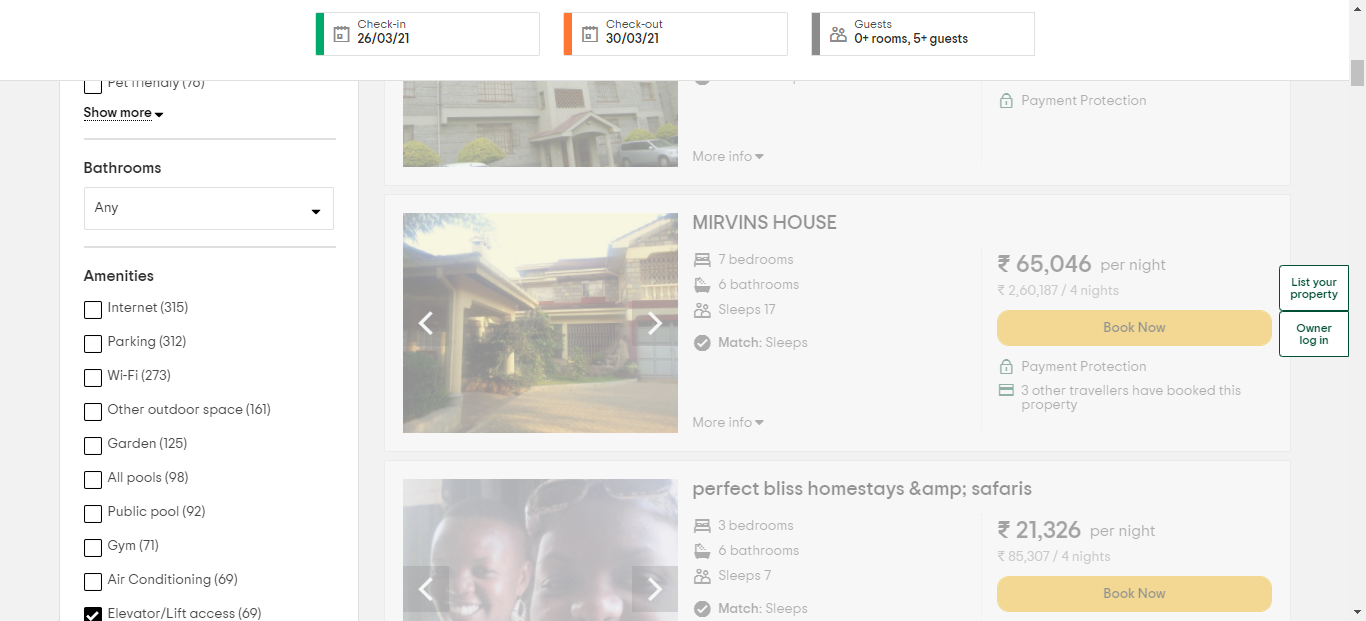 Check-in
26/03/21
Check-out
30/03/21
Guests
0+ rooms, 5+ guests
Pet friendly (76)
Show more
Bathrooms
Any
Amenities
Internet (315)
Parking (312)
Wi-Fi (273)
Other outdoor space (161)
Garden (125)
All pools (98)
Public pool (92)
Gym (71)
Air Conditioning (69)
Elevator/Lift access (69)
Payment Protection
More info
MIRVINS HOUSE
7 bedrooms
6 bathrooms
Sleeps 17
Match: Sleeps
More info
₹ 65,046 per night
₹ 2,60,187 / 4 nights
Book Now
Payment Protection
3 other travellers have booked this
property
perfect bliss homestays &amp; safaris
3 bedrooms
6 bathrooms
Sleeps 7
Match: Sleeps
₹ 21,326 per night
₹ 85,307 / 4 nights
Book Now
List your
property
Owner
log in